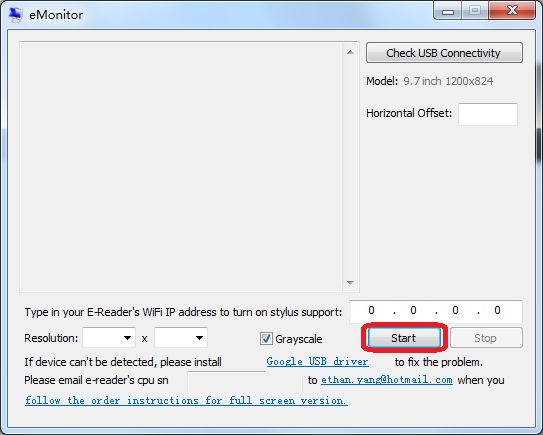 eMonitor
Check USB Connectivity
Model: 9.7 inch 1200x824
Horizontal Offset:
Type in your E-Reader's WiFi IP address to turn on stylus support: 0 . 0 . 0 . 0
Resolution: x Grayscale Start Stop
If device can't be detected, please install Google USB driver to fix the problem.
Please email e-reader's cpu sn to ethan.yang@hotmail.com when you
follow the order instructions for full screen version.